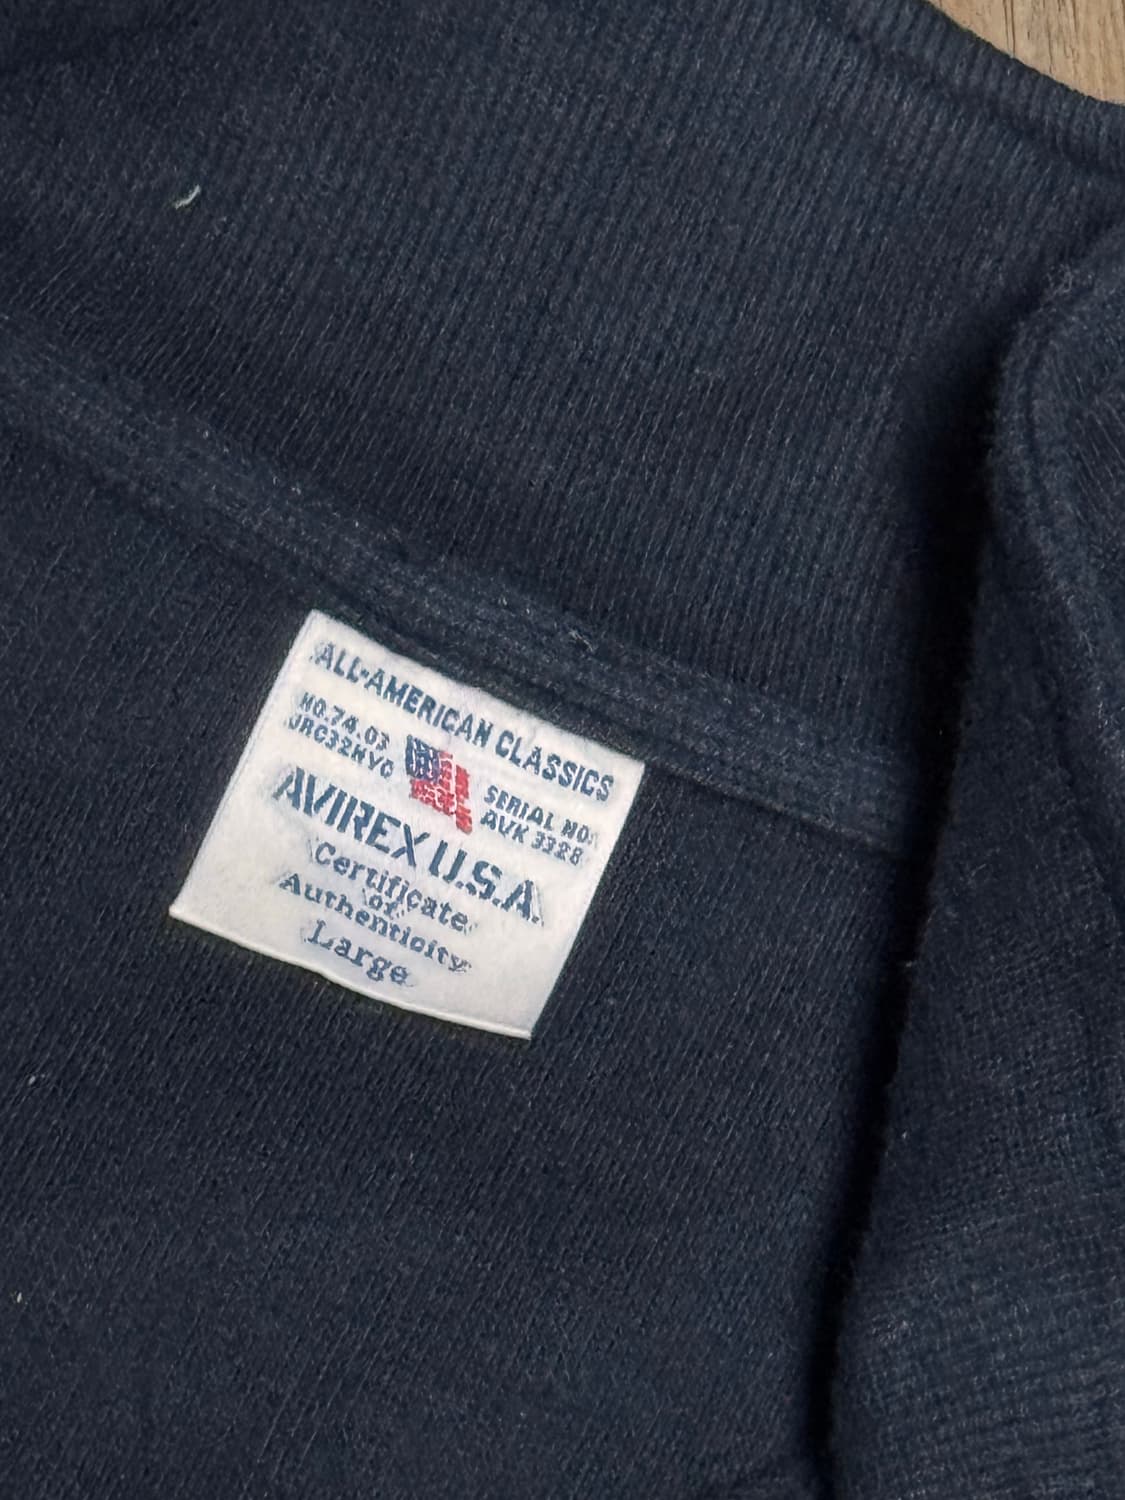 ALL-AMERICAN CLASSICS
NO.74.03
JRC32NYC
SERIAL NO:
AVK 3328
AVIREX U.S.A.
Certificate
of
Authenticity
Large